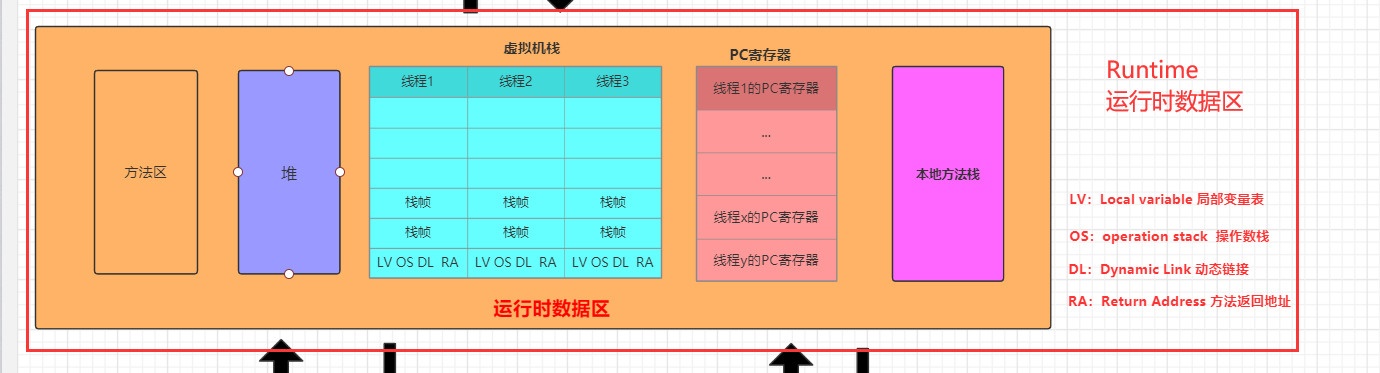 虚拟机栈
PC寄存器
线程1 线程2 线程3
线程1的PC寄存器
...
方法区
堆
...
本地方法栈
栈帧 栈帧 栈帧
线程x的PC寄存器
栈帧 栈帧 栈帧
LV OS DL RA LV OS DL RA LV OS DL RA
线程y的PC寄存器
运行时数据区
Runtime
运行时数据区
LV：Local variable 局部变量表
OS：operation stack 操作数栈
DL：Dynamic Link 动态链接
RA：Return Address 方法返回地址